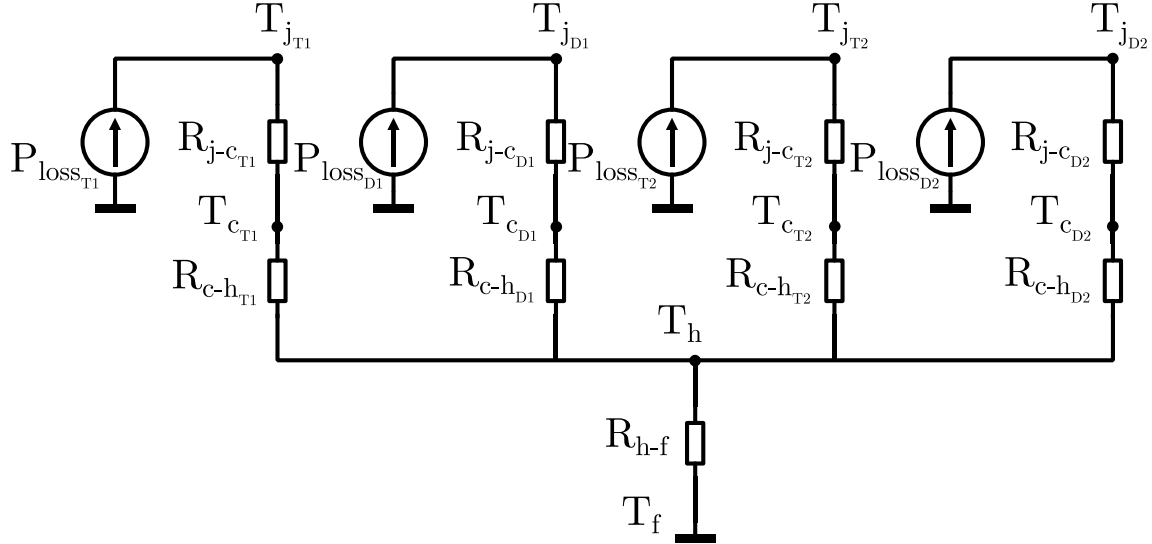 T_{j_{T1}} T_{j_{D1}} T_{j_{T2}} T_{j_{D2}}
P_{loss_{T1}} R_{j-c_{T1}} P_{loss_{D1}} R_{j-c_{D1}} P_{loss_{T2}} R_{j-c_{T2}} P_{loss_{D2}} R_{j-c_{D2}}
T_{c_{T1}} T_{c_{D1}} T_{c_{T2}} T_{c_{D2}}
R_{c-h_{T1}} R_{c-h_{D1}} R_{c-h_{T2}} R_{c-h_{D2}}
T_h
R_{h-f}
T_f